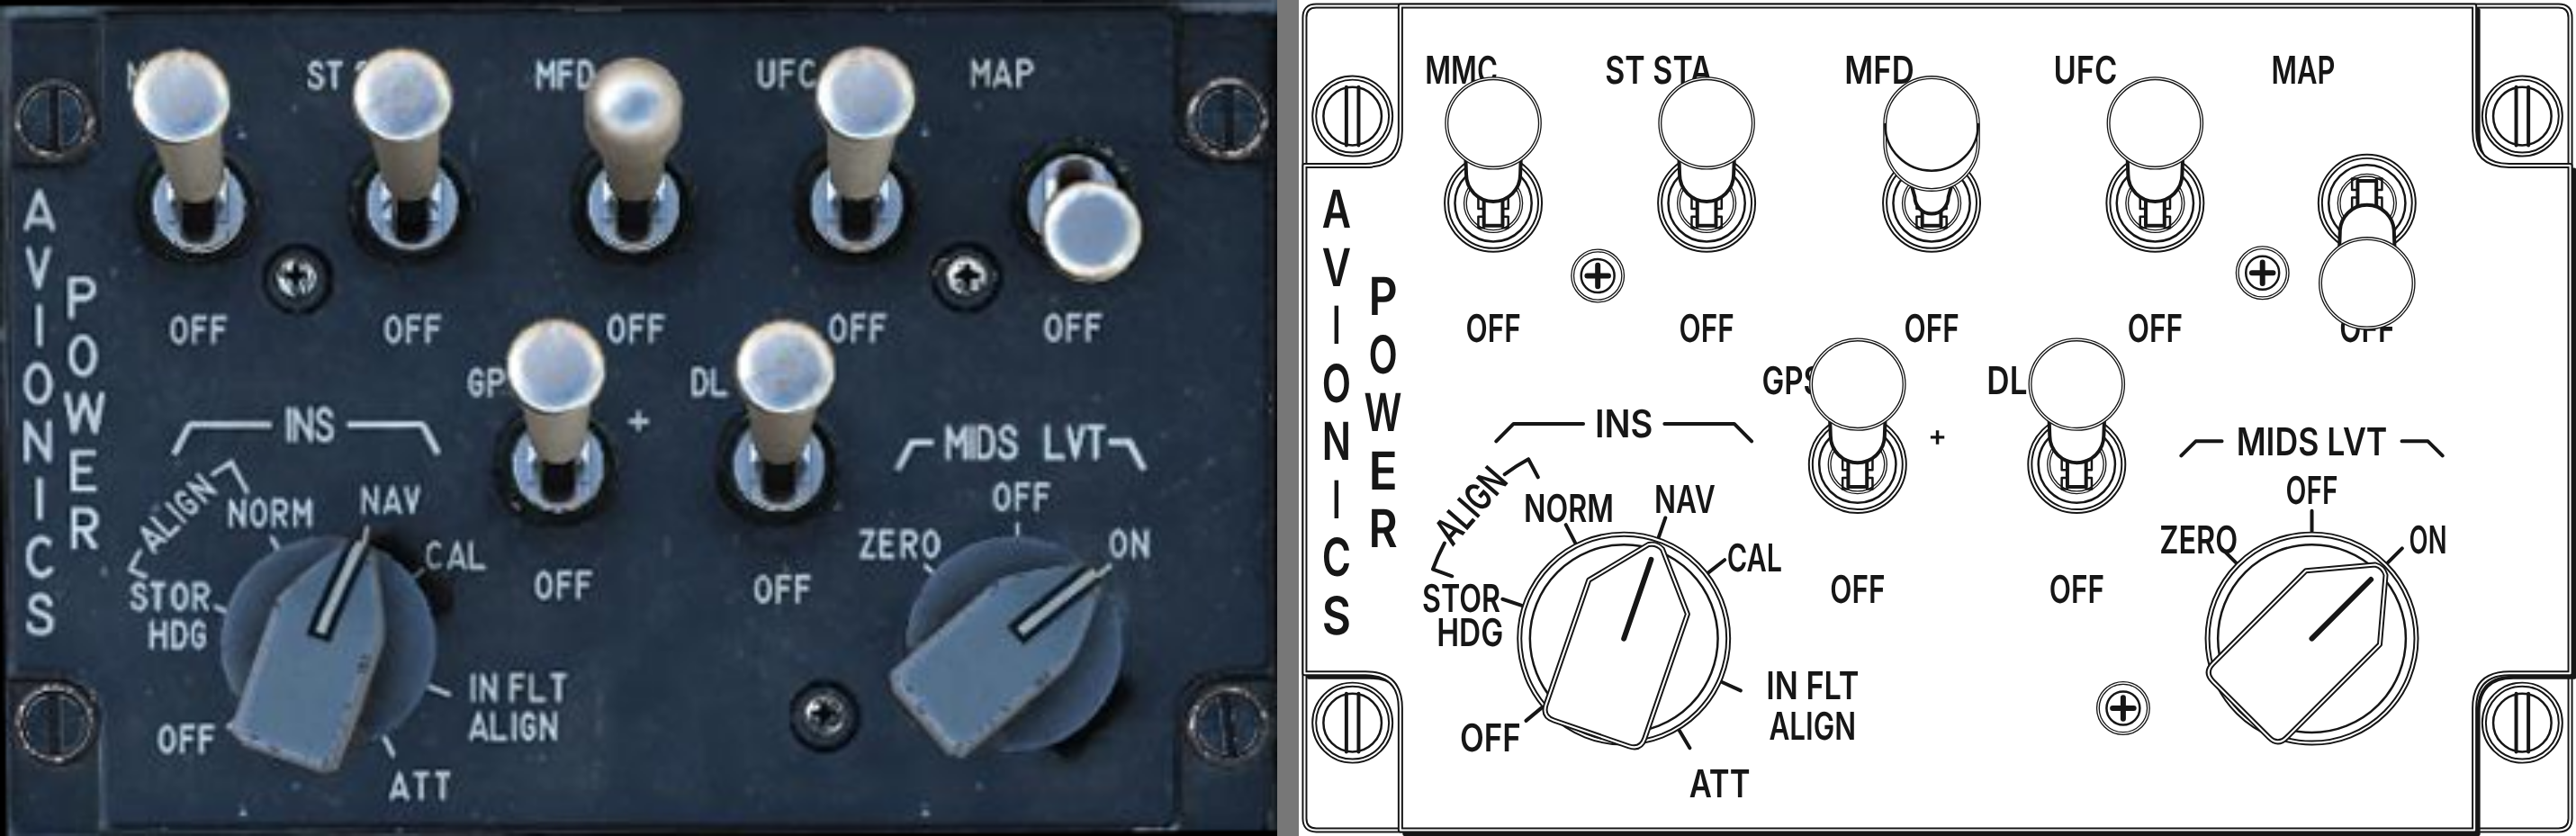 ST
MFD
UFC
MAP
OFF
OFF
OFF
OFF
OFF
AVIONICS
POWER
GP
DL
INS
MIDS LVT
ALIGN
NORM
NAV
OFF
ZERO
ON
CAL
STOR
HDG
OFF
OFF
IN FLT
ALIGN
OFF
ATT
MMC
ST STA
MFD
UFC
MAP
OFF
OFF
OFF
OFF
OFF
AVIONICS
POWER
GPS
DL
+
+
INS
MIDS LVT
ALIGN
NORM
NAV
OFF
ZERO
ON
CAL
STOR
HDG
OFF
OFF
IN FLT
ALIGN
OFF
ATT